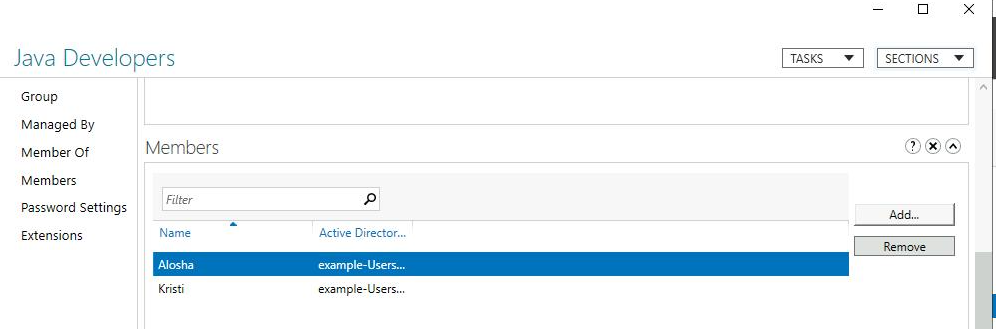 Java Developers
TASKS
SECTIONS
Group
Managed By
Member Of
Members
Password Settings
Extensions
Members
?
Filter
Add...
Remove
Name Active Director...
Alosha example-Users...
Kristi example-Users...